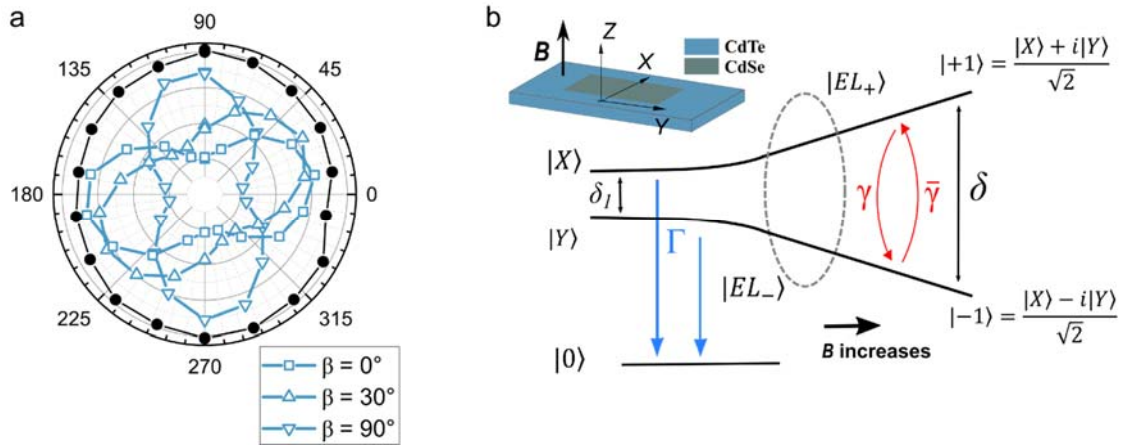 a
90
135
45
180
0
225
315
270
β = 0°
β = 30°
β = 90°
b
B
Z
X
Y
CdTe
CdSe
|EL₊⟩
|+1⟩ = |X⟩ + i|Y⟩ / √2
|X⟩
δ₁
|Y⟩
Γ
γ
γ̄
δ
|EL₋⟩
|−1⟩ = |X⟩ − i|Y⟩ / √2
|0⟩
B increases